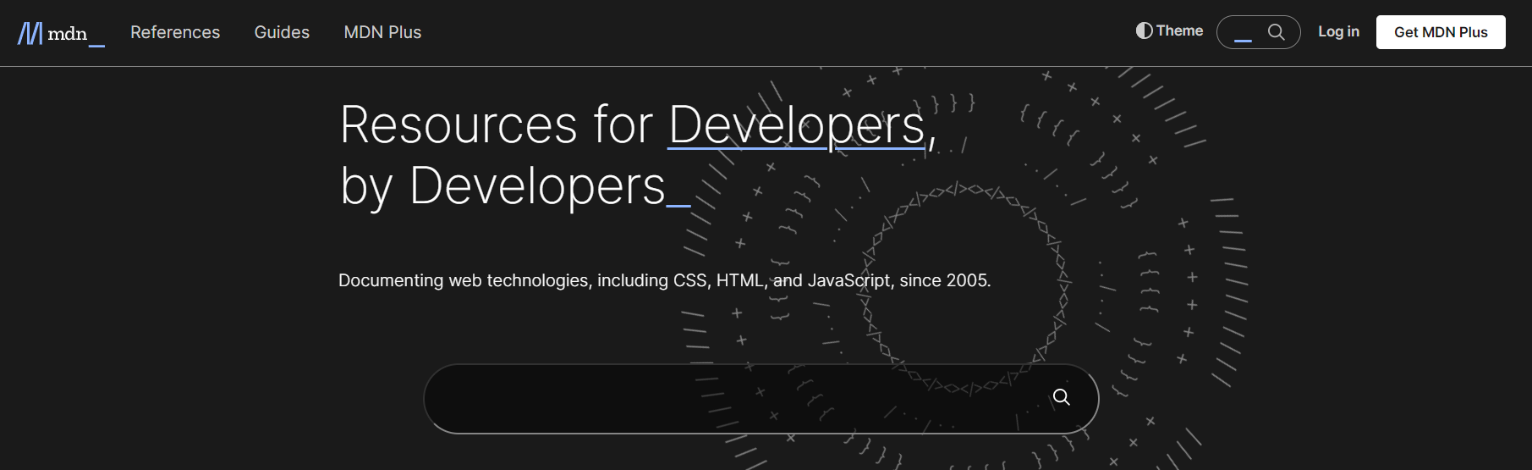 mdn_
References
Guides
MDN Plus
Theme
Log in
Get MDN Plus
Resources for Developers,
by Developers_
Documenting web technologies, including CSS, HTML, and JavaScript, since 2005.